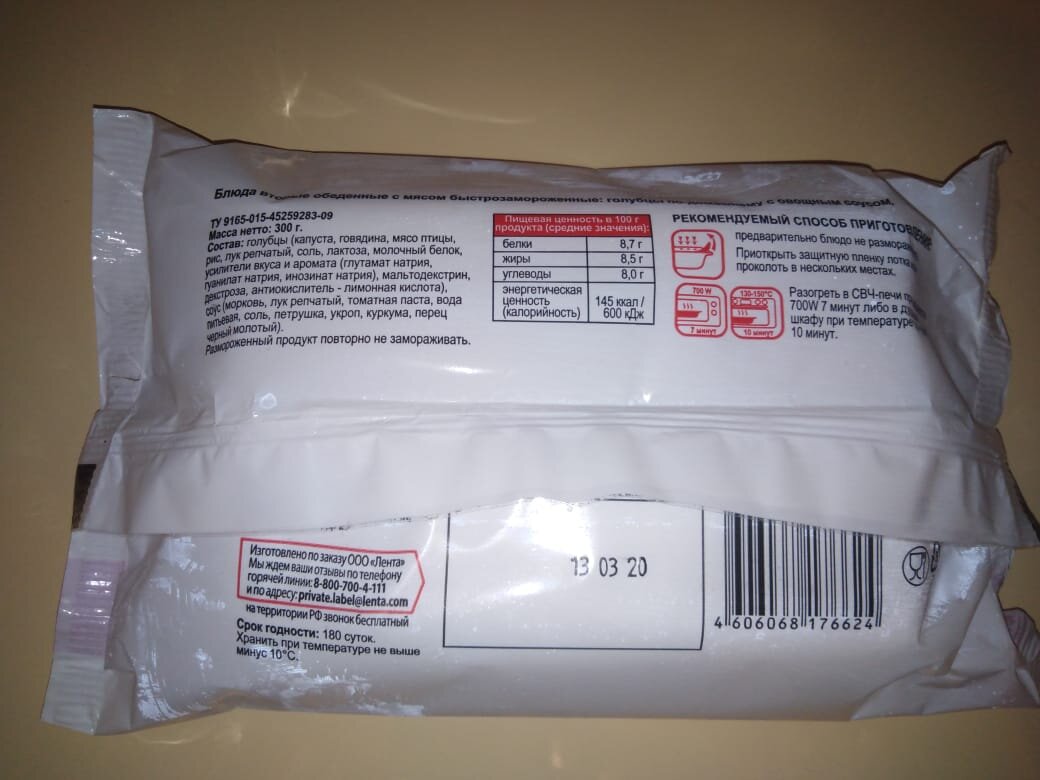 Блюда вторые обеденные с мясом быстрозамороженные: голубцы по-домашнему с овощным соусом.
ТУ 9165-015-45259283-09
Масса нетто: 300 г.
Состав: голубцы (капуста, говядина, мясо птицы,
рис, лук репчатый, соль, лактоза, молочный белок,
усилители вкуса и аромата (глутамат натрия,
гуанилат натрия, инозинат натрия), мальтодекстрин,
декстроза, антиокислитель - лимонная кислота),
соус (морковь, лук репчатый, томатная паста, вода
питьевая, соль, петрушка, укроп, куркума, перец
черный молотый).
Размороженный продукт повторно не замораживать.
Пищевая ценность в 100 г
продукта (средние значения):
белки 8,7 г
жиры 8,5 г
углеводы 8,0 г
энергетическая
ценность 145 ккал /
(калорийность) 600 кДж
РЕКОМЕНДУЕМЫЙ СПОСОБ ПРИГОТОВЛЕНИЯ
предварительно блюдо не размораж
Приоткрыть защитную пленку лотка
проколоть в нескольких местах.
700 W
7 минут
130-150°С
10 минут
Разогреть в СВЧ-печи
700W 7 минут либо в
шкафу при температуре
10 минут.
Изготовлено по заказу ООО «Лента»
Мы ждем ваши отзывы по телефону
горячей линии: 8-800-700-4-111
и по адресу: private.label@lenta.com
на территории РФ звонок бесплатный
Срок годности: 180 суток.
Хранить при температуре не выше
минус 10°С.
13 03 20
4 606068 176624